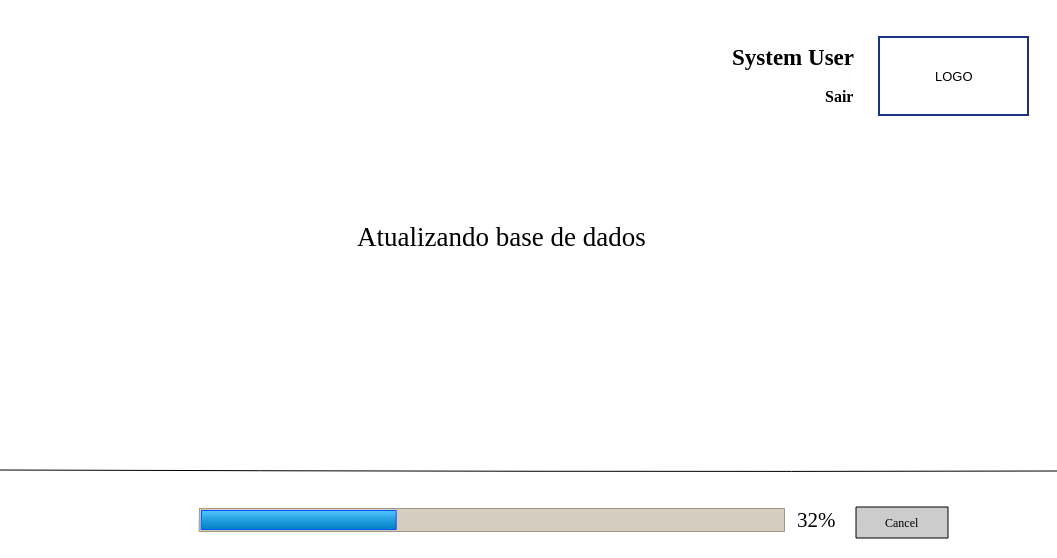 System User
LOGO
Sair
Atualizando base de dados
32%
Cancel